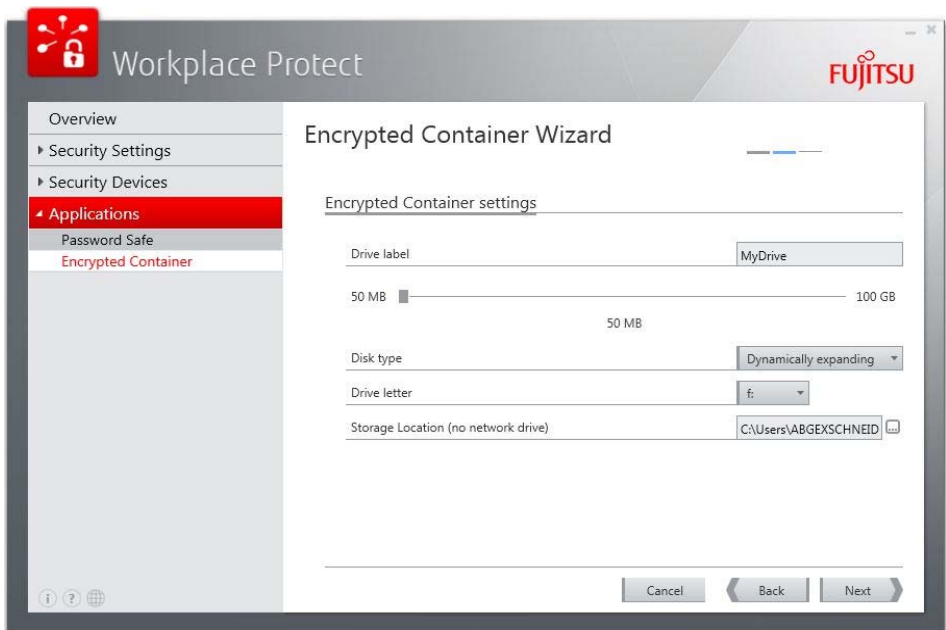 Workplace Protect
FUJITSU
Overview
Security Settings
Security Devices
Applications
Password Safe
Encrypted Container
Encrypted Container Wizard
Encrypted Container settings
Drive label MyDrive
50 MB 100 GB
50 MB
Disk type Dynamically expanding
Drive letter f:
Storage Location (no network drive) C:\Users\ABGEXSCHNEID ...
Cancel Back Next